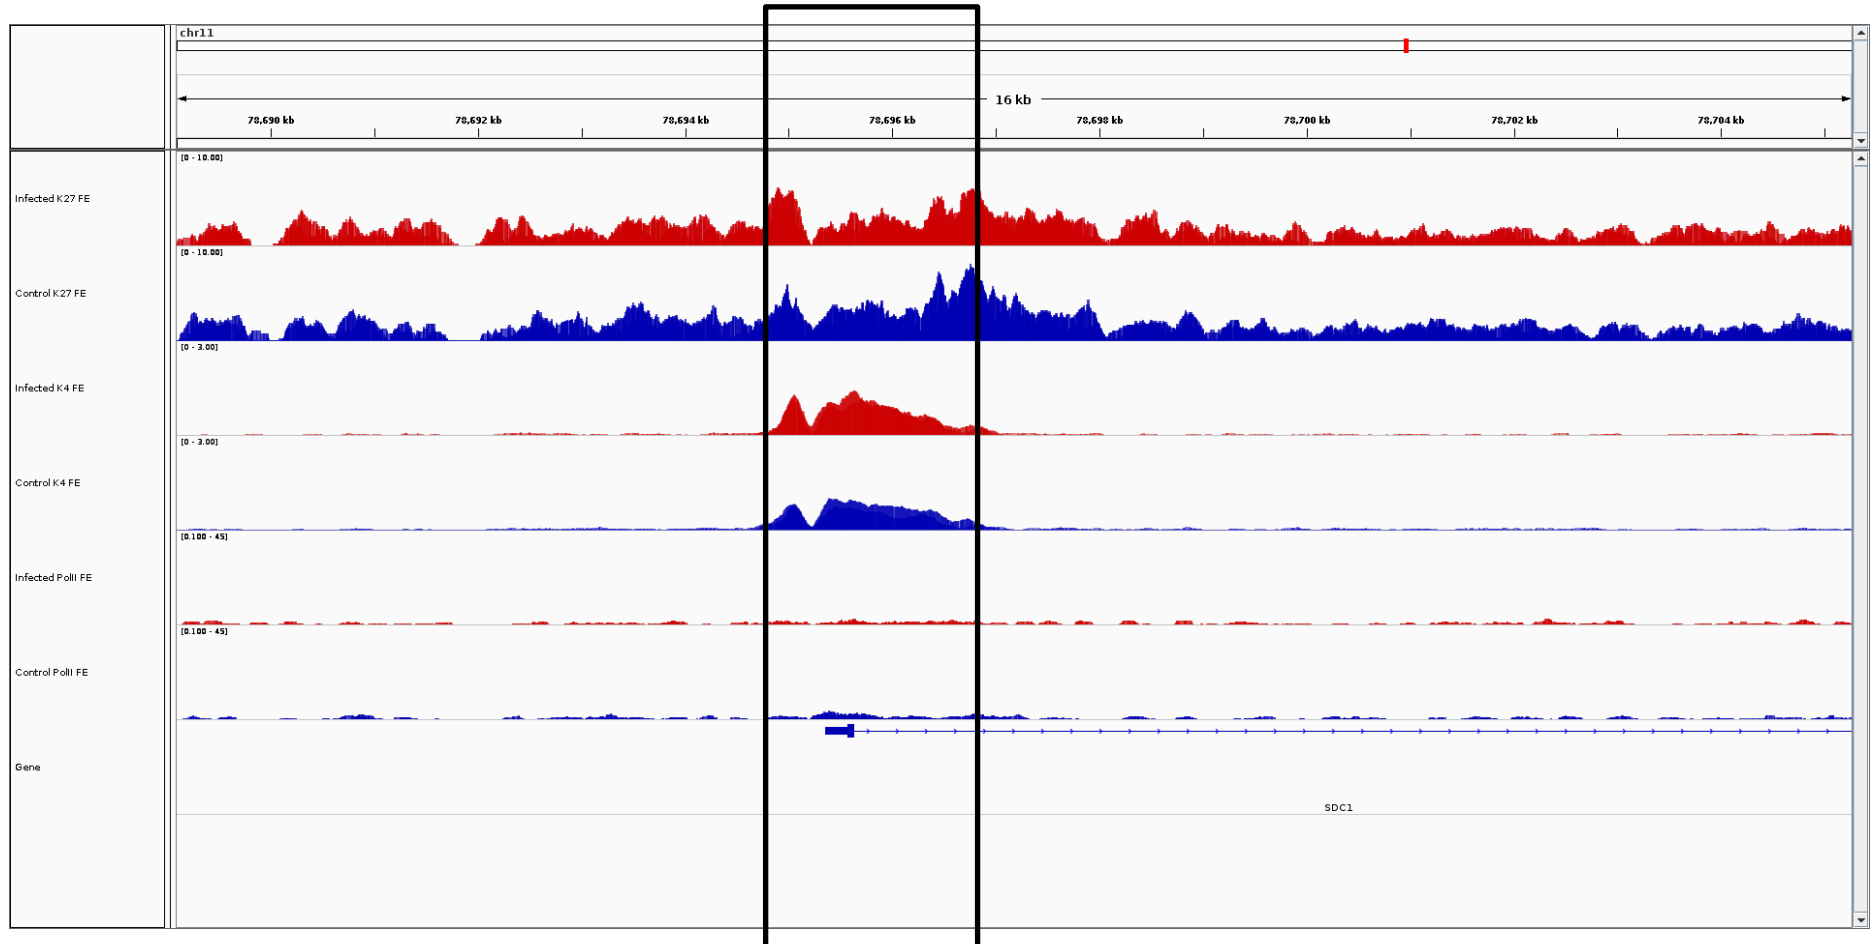 chr11
16 kb
78,690 kb 78,692 kb 78,694 kb 78,696 kb 78,698 kb 78,700 kb 78,702 kb 78,704 kb
[0 - 10.00]
Infected K27 FE
[0 - 10.00]
Control K27 FE
[0 - 3.00]
Infected K4 FE
[0 - 3.00]
Control K4 FE
[0.100 - 45]
Infected PolII FE
[0.100 - 45]
Control PolII FE
Gene
SDC1